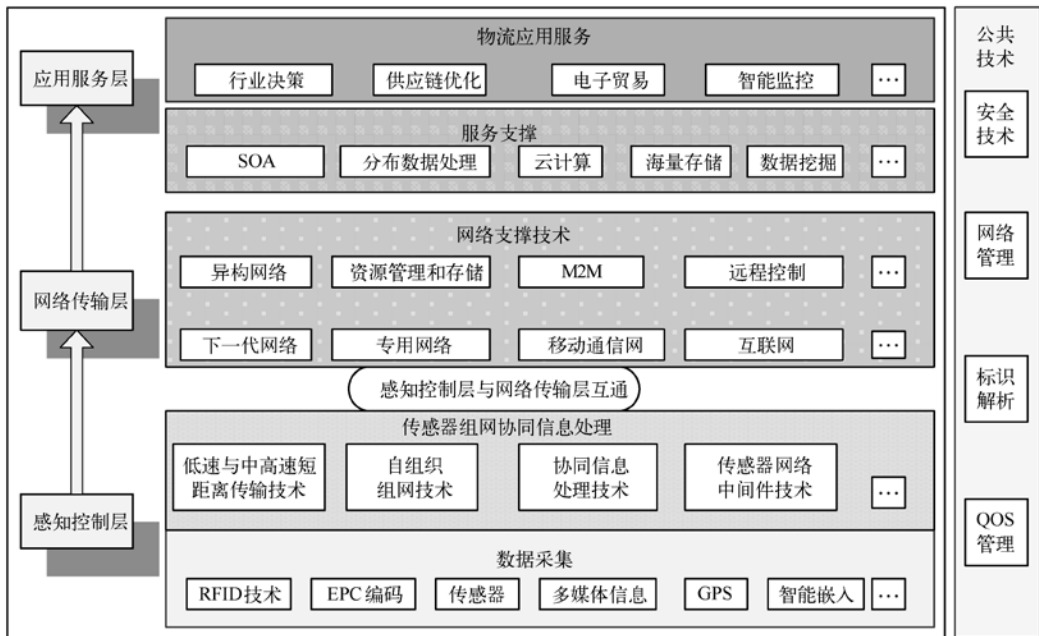 物流应用服务
应用服务层
行业决策
供应链优化
电子贸易
智能监控
…
服务支撑
SOA
分布数据处理
云计算
海量存储
数据挖掘
…
网络支撑技术
网络传输层
异构网络
资源管理和存储
M2M
远程控制
…
下一代网络
专用网络
移动通信网
互联网
…
感知控制层与网络传输层互通
传感器组网协同信息处理
感知控制层
低速与中高速短
距离传输技术
自组织
组网技术
协同信息
处理技术
传感器网络
中间件技术
…
数据采集
RFID技术
EPC编码
传感器
多媒体信息
GPS
智能嵌入
…
公共
技术
安全
技术
网络
管理
标识
解析
QOS
管理